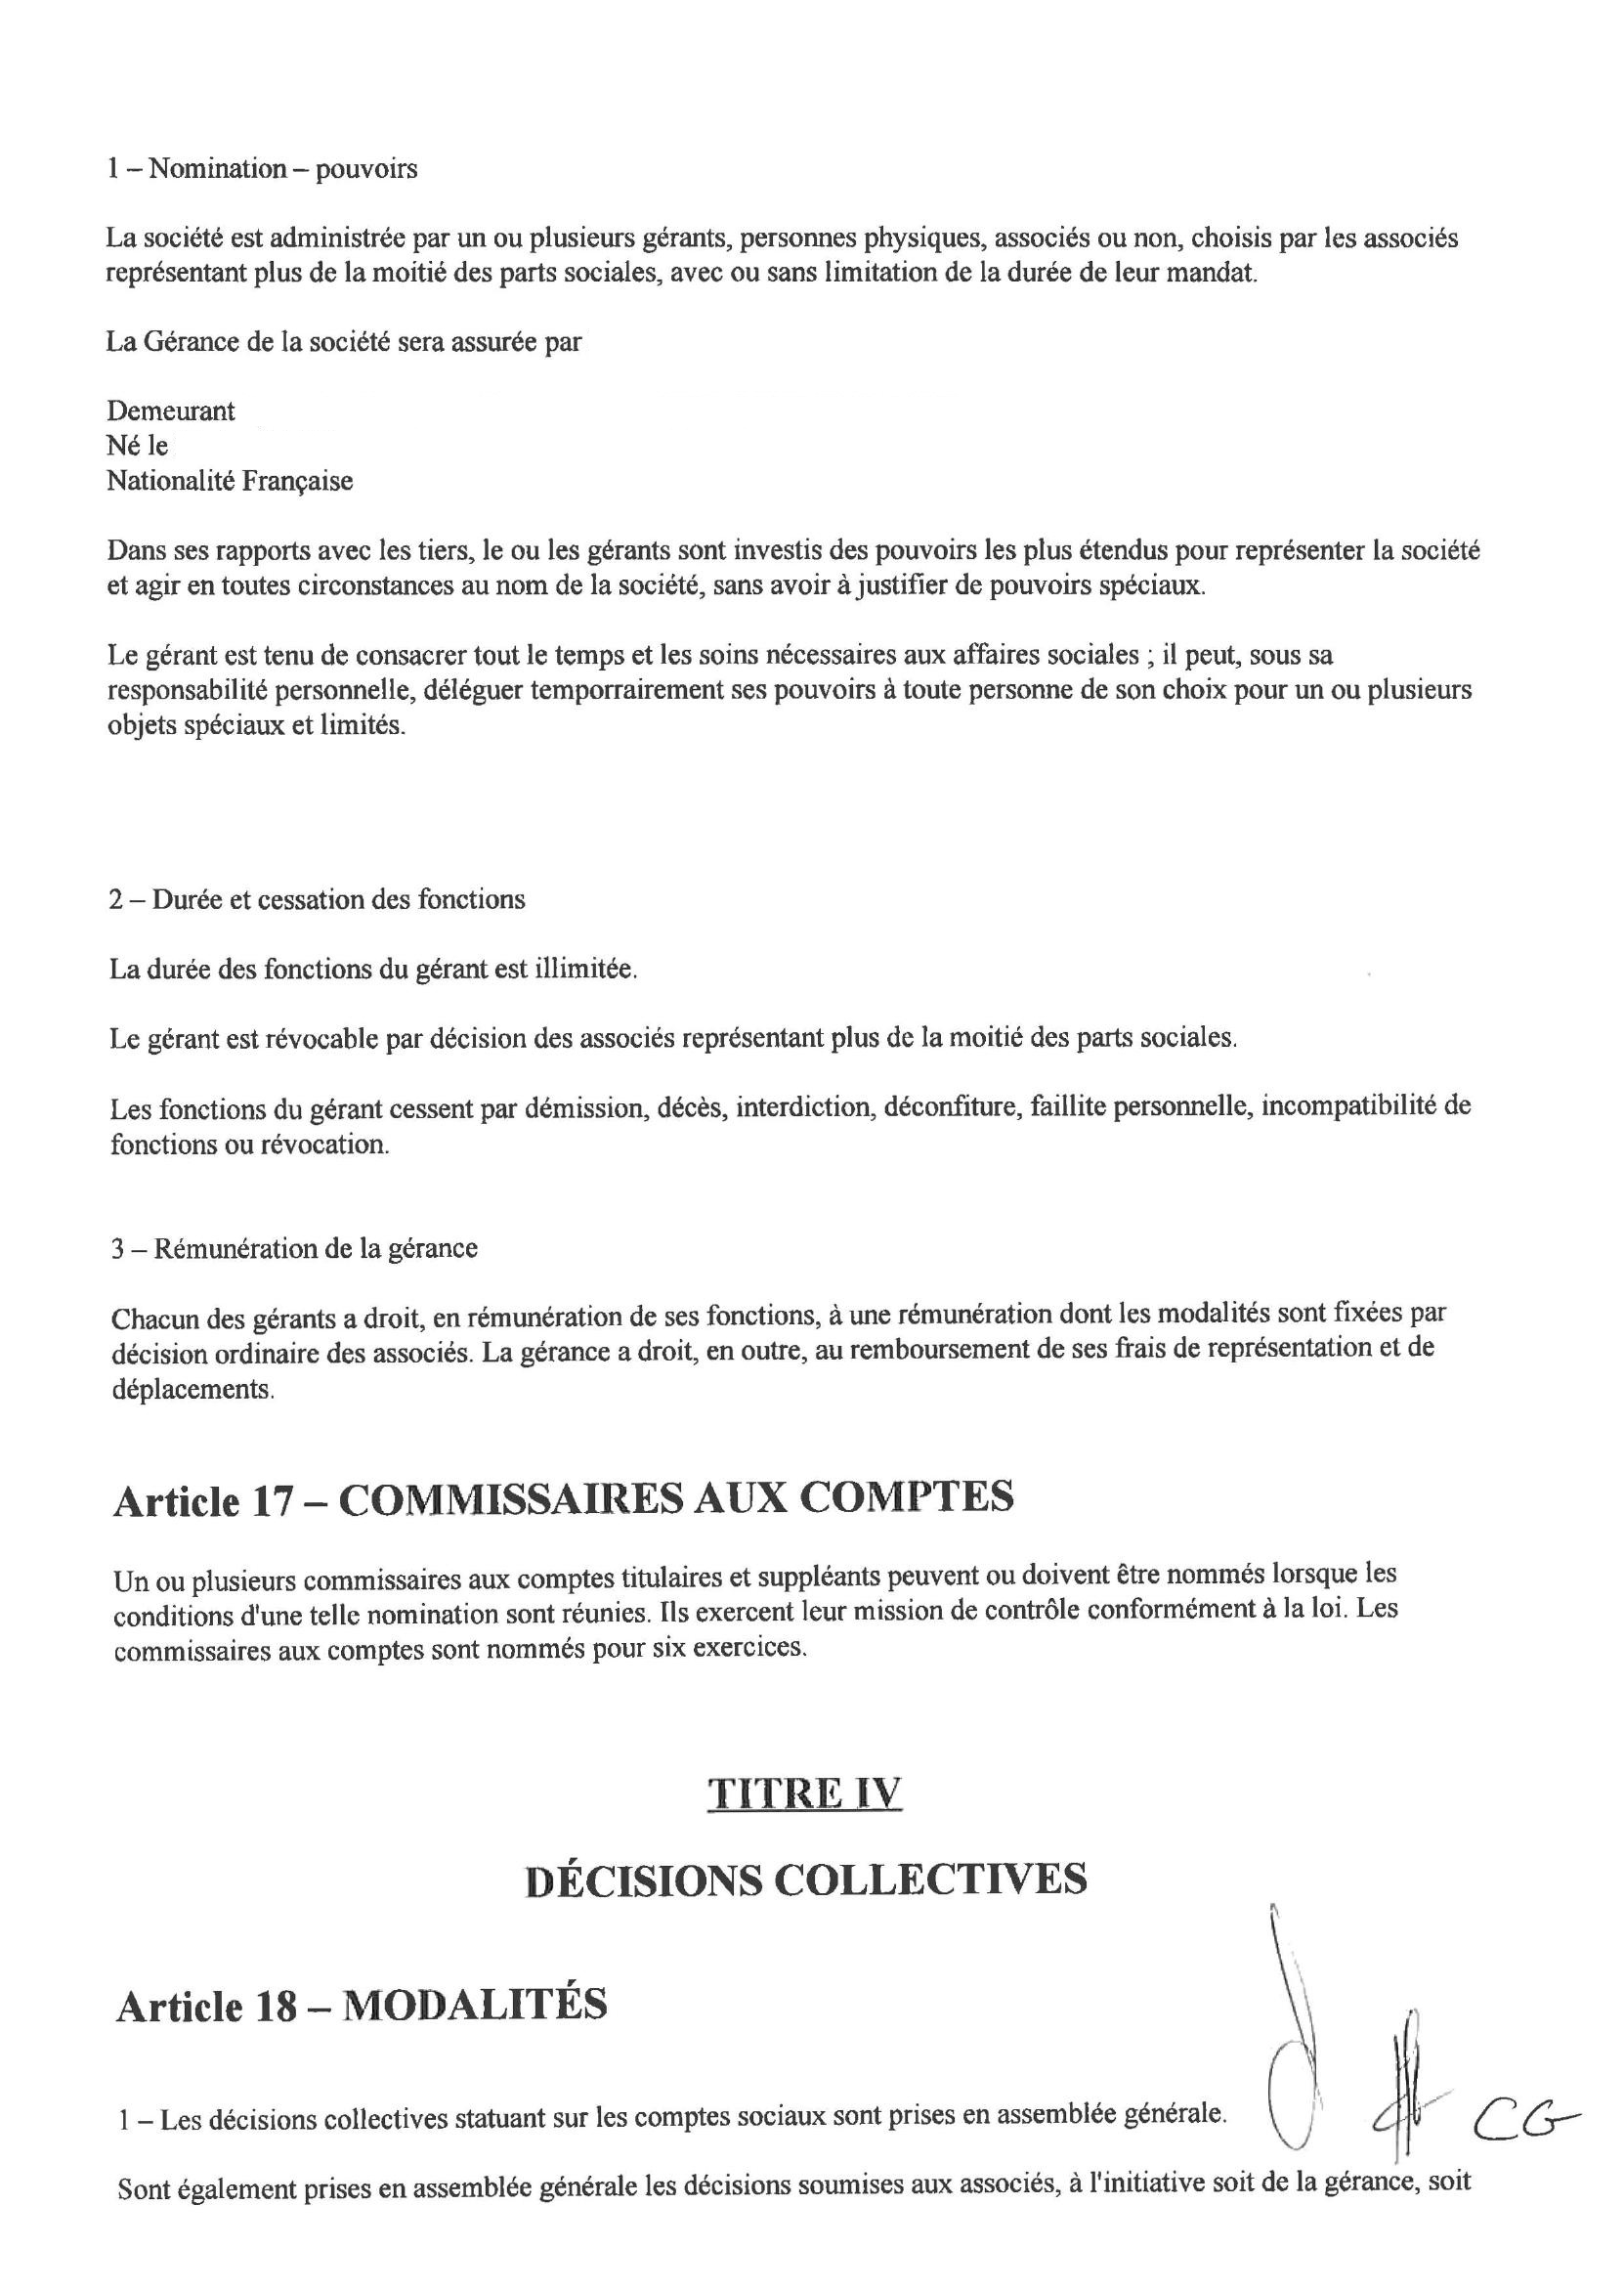 1 – Nomination – pouvoirs
La société est administrée par un ou plusieurs gérants, personnes physiques, associés ou non, choisis par les associés
représentant plus de la moitié des parts sociales, avec ou sans limitation de la durée de leur mandat.
La Gérance de la société sera assurée par
Demeurant
Né le
Nationalité Française
Dans ses rapports avec les tiers, le ou les gérants sont investis des pouvoirs les plus étendus pour représenter la société
et agir en toutes circonstances au nom de la société, sans avoir à justifier de pouvoirs spéciaux.
Le gérant est tenu de consacrer tout le temps et les soins nécessaires aux affaires sociales ; il peut, sous sa
responsabilité personnelle, déléguer temporrairement ses pouvoirs à toute personne de son choix pour un ou plusieurs
objets spéciaux et limités.
2 – Durée et cessation des fonctions
La durée des fonctions du gérant est illimitée.
Le gérant est révocable par décision des associés représentant plus de la moitié des parts sociales.
Les fonctions du gérant cessent par démission, décès, interdiction, déconfiture, faillite personnelle, incompatibilité de
fonctions ou révocation.
3 – Rémunération de la gérance
Chacun des gérants a droit, en rémunération de ses fonctions, à une rémunération dont les modalités sont fixées par
décision ordinaire des associés. La gérance a droit, en outre, au remboursement de ses frais de représentation et de
déplacements.
Article 17 – COMMISSAIRES AUX COMPTES
Un ou plusieurs commissaires aux comptes titulaires et suppléants peuvent ou doivent être nommés lorsque les
conditions d'une telle nomination sont réunies. Ils exercent leur mission de contrôle conformément à la loi. Les
commissaires aux comptes sont nommés pour six exercices.
TITRE IV
DÉCISIONS COLLECTIVES
Article 18 – MODALITÉS
1 – Les décisions collectives statuant sur les comptes sociaux sont prises en assemblée générale.
CG
Sont également prises en assemblée générale les décisions soumises aux associés, à l'initiative soit de la gérance, soit